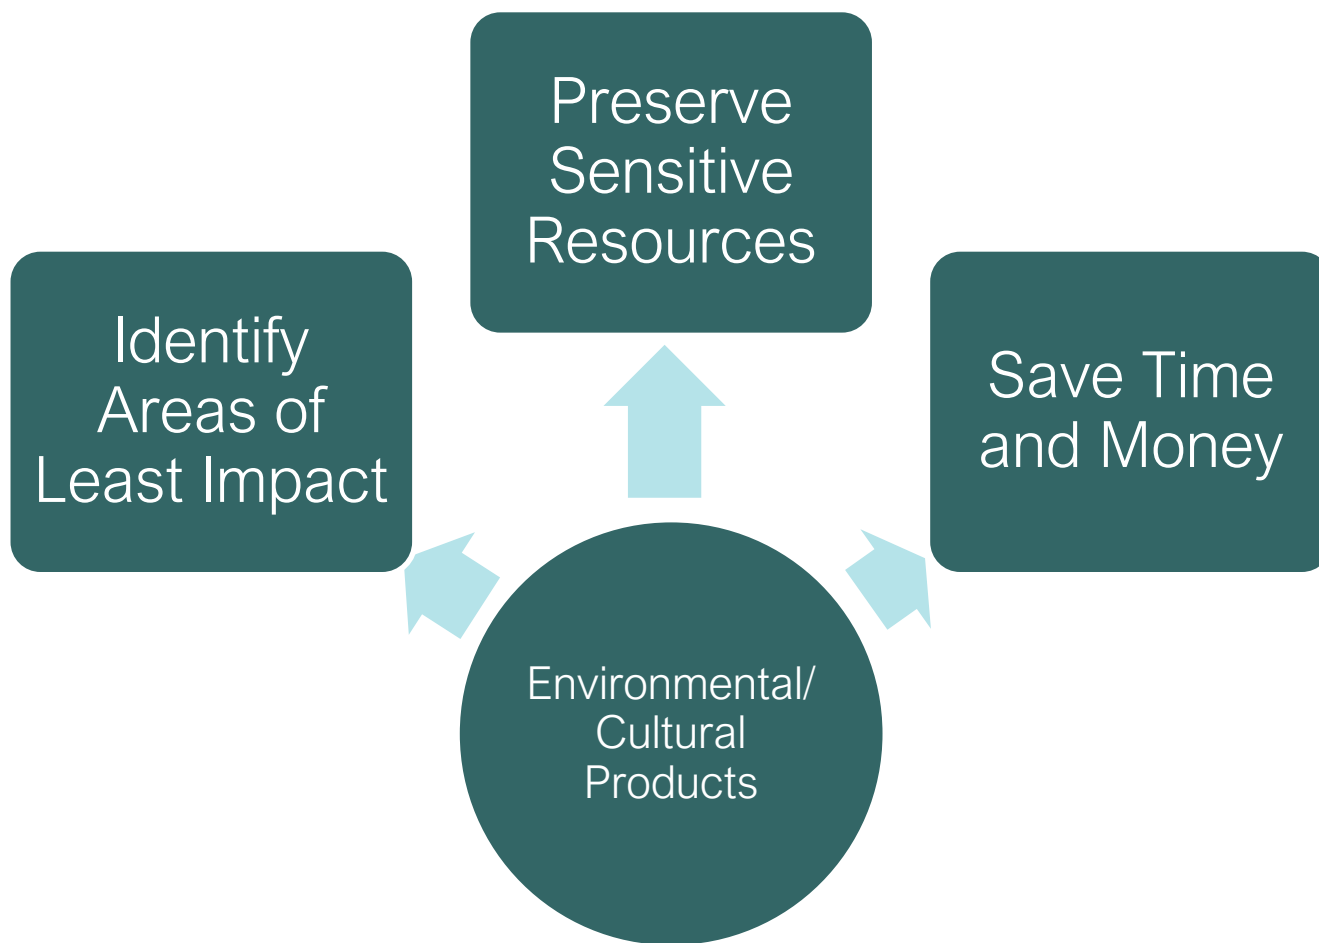 Preserve
Sensitive
Resources
Identify
Areas of
Least Impact
Save Time
and Money
Environmental/
Cultural
Products